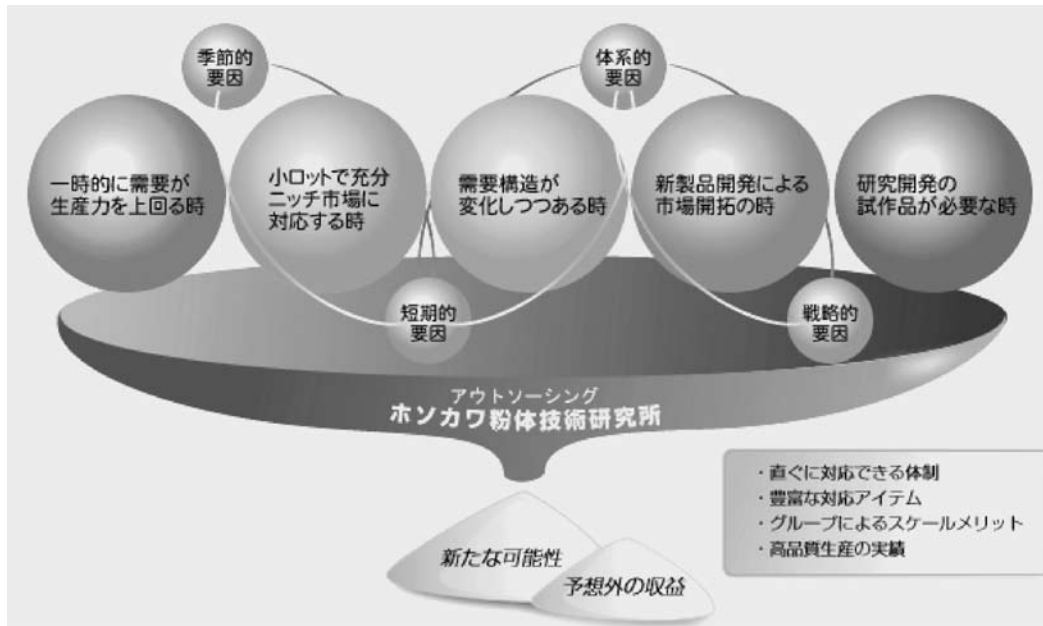 季節的
要因
体系的
要因
一時的に需要が
生産力を上回る時
小ロットで充分
ニッチ市場に
対応する時
需要構造が
変化しつつある時
新製品開発による
市場開拓の時
研究開発の
試作品が必要な時
短期的
要因
戦略的
要因
アウトソーシング
ホソカワ粉体技術研究所
・直ぐに対応できる体制
・豊富な対応アイテム
・グループによるスケールメリット
・高品質生産の実績
新たな可能性
予想外の収益